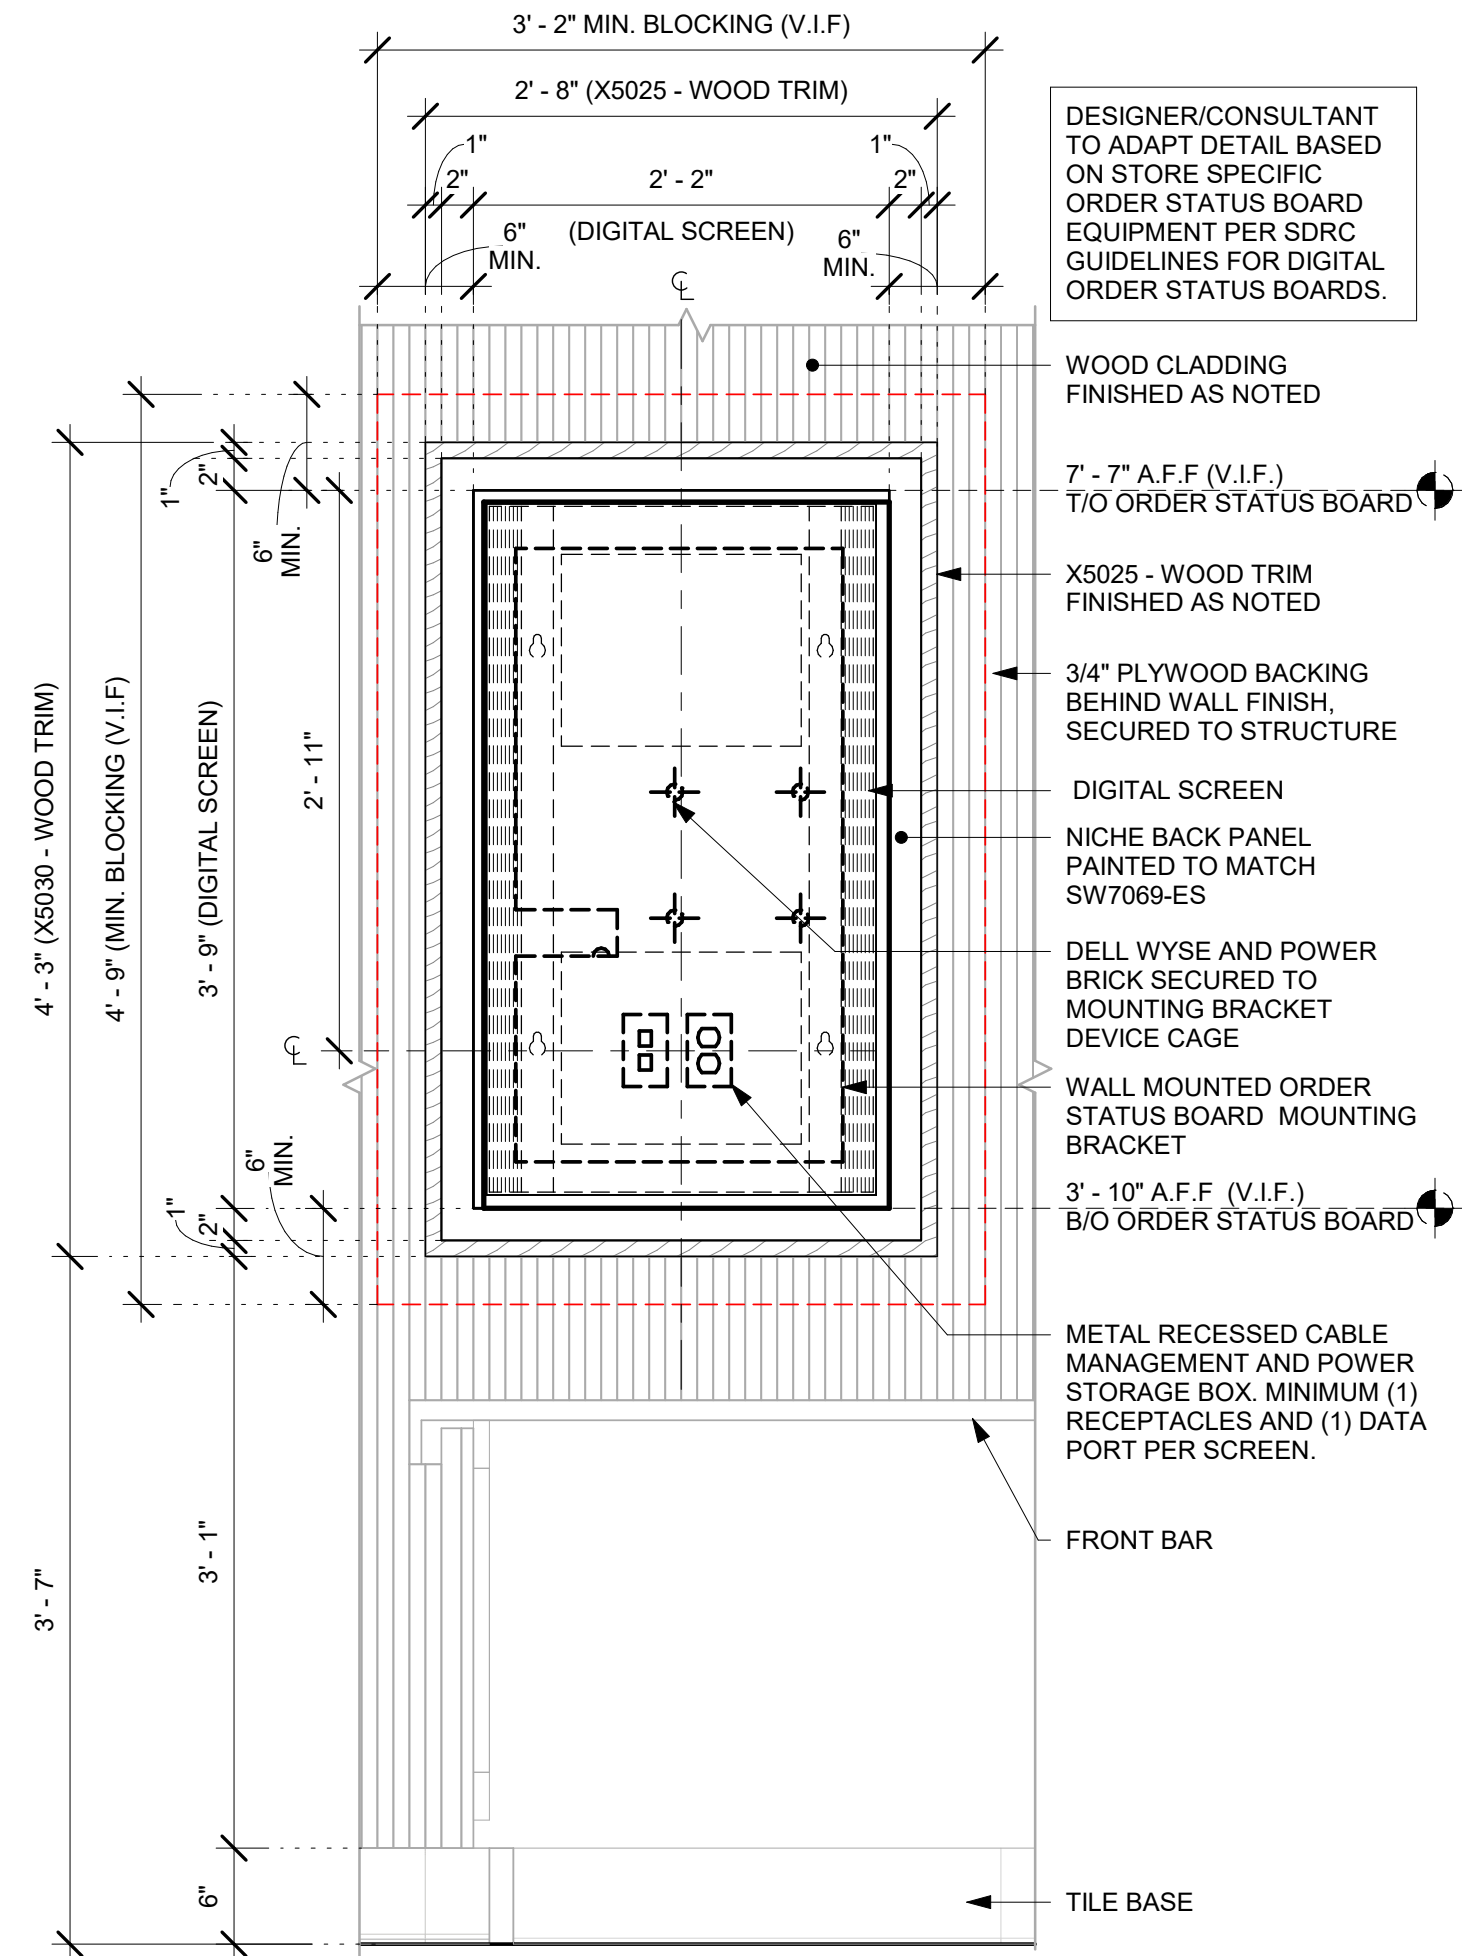 3' - 2" MIN. BLOCKING (V.I.F)
2' - 8" (X5025 - WOOD TRIM)
1"
1"
2"
2' - 2"
2"
(DIGITAL SCREEN)
6"
MIN.
6"
MIN.
℄
DESIGNER/CONSULTANT
TO ADAPT DETAIL BASED
ON STORE SPECIFIC
ORDER STATUS BOARD
EQUIPMENT PER SDRC
GUIDELINES FOR DIGITAL
ORDER STATUS BOARDS.
WOOD CLADDING
FINISHED AS NOTED
7' - 7" A.F.F (V.I.F.)
T/O ORDER STATUS BOARD
X5025 - WOOD TRIM
FINISHED AS NOTED
3/4" PLYWOOD BACKING
BEHIND WALL FINISH,
SECURED TO STRUCTURE
DIGITAL SCREEN
NICHE BACK PANEL
PAINTED TO MATCH
SW7069-ES
DELL WYSE AND POWER
BRICK SECURED TO
MOUNTING BRACKET
DEVICE CAGE
WALL MOUNTED ORDER
STATUS BOARD MOUNTING
BRACKET
3' - 10" A.F.F (V.I.F.)
B/O ORDER STATUS BOARD
METAL RECESSED CABLE
MANAGEMENT AND POWER
STORAGE BOX. MINIMUM (1)
RECEPTACLES AND (1) DATA
PORT PER SCREEN.
FRONT BAR
TILE BASE
4' - 3" (X5030 - WOOD TRIM)
4' - 9" (MIN. BLOCKING (V.I.F)
3' - 9" (DIGITAL SCREEN)
2' - 11"
1"
2"
6"
MIN.
℄
6"
MIN.
1"
2"
3' - 7"
3' - 1"
6"